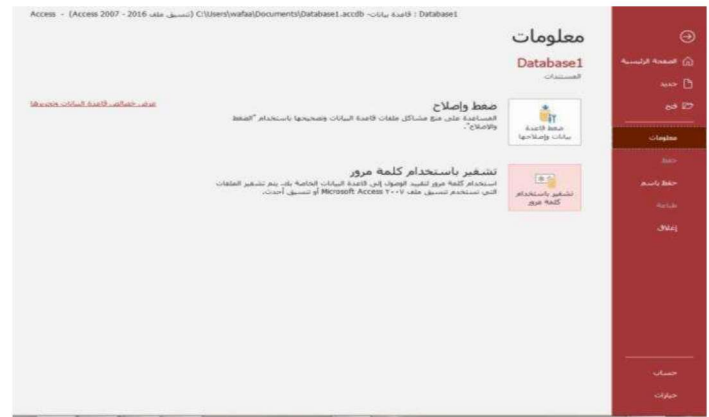 Database1 : قاعدة بيانات- C:\Users\wafaa\Documents\Database1.accdb (تنسيق ملف Access 2007 - 2016) - Access
معلومات
Database1
المستندات
ضغط قاعدة بيانات وإصلاحها
ضغط وإصلاح
المساعدة على منع مشاكل ملفات قاعدة البيانات وتصحيحها باستخدام "الضغط
والإصلاح".
عرض خصائص قاعدة البيانات وتحريرها
تشفير باستخدام
كلمة مرور
تشفير باستخدام كلمة مرور
استخدام كلمة مرور لتقييد الوصول إلى قاعدة البيانات الخاصة بك. يتم تشفير الملفات
التي تستخدم تنسيق ملف Microsoft Access ٢٠٠٧ أو تنسيق أحدث.
الصفحة الرئيسية
جديد
فتح
معلومات
حفظ
حفظ باسم
طباعة
إغلاق
حساب
خيارات